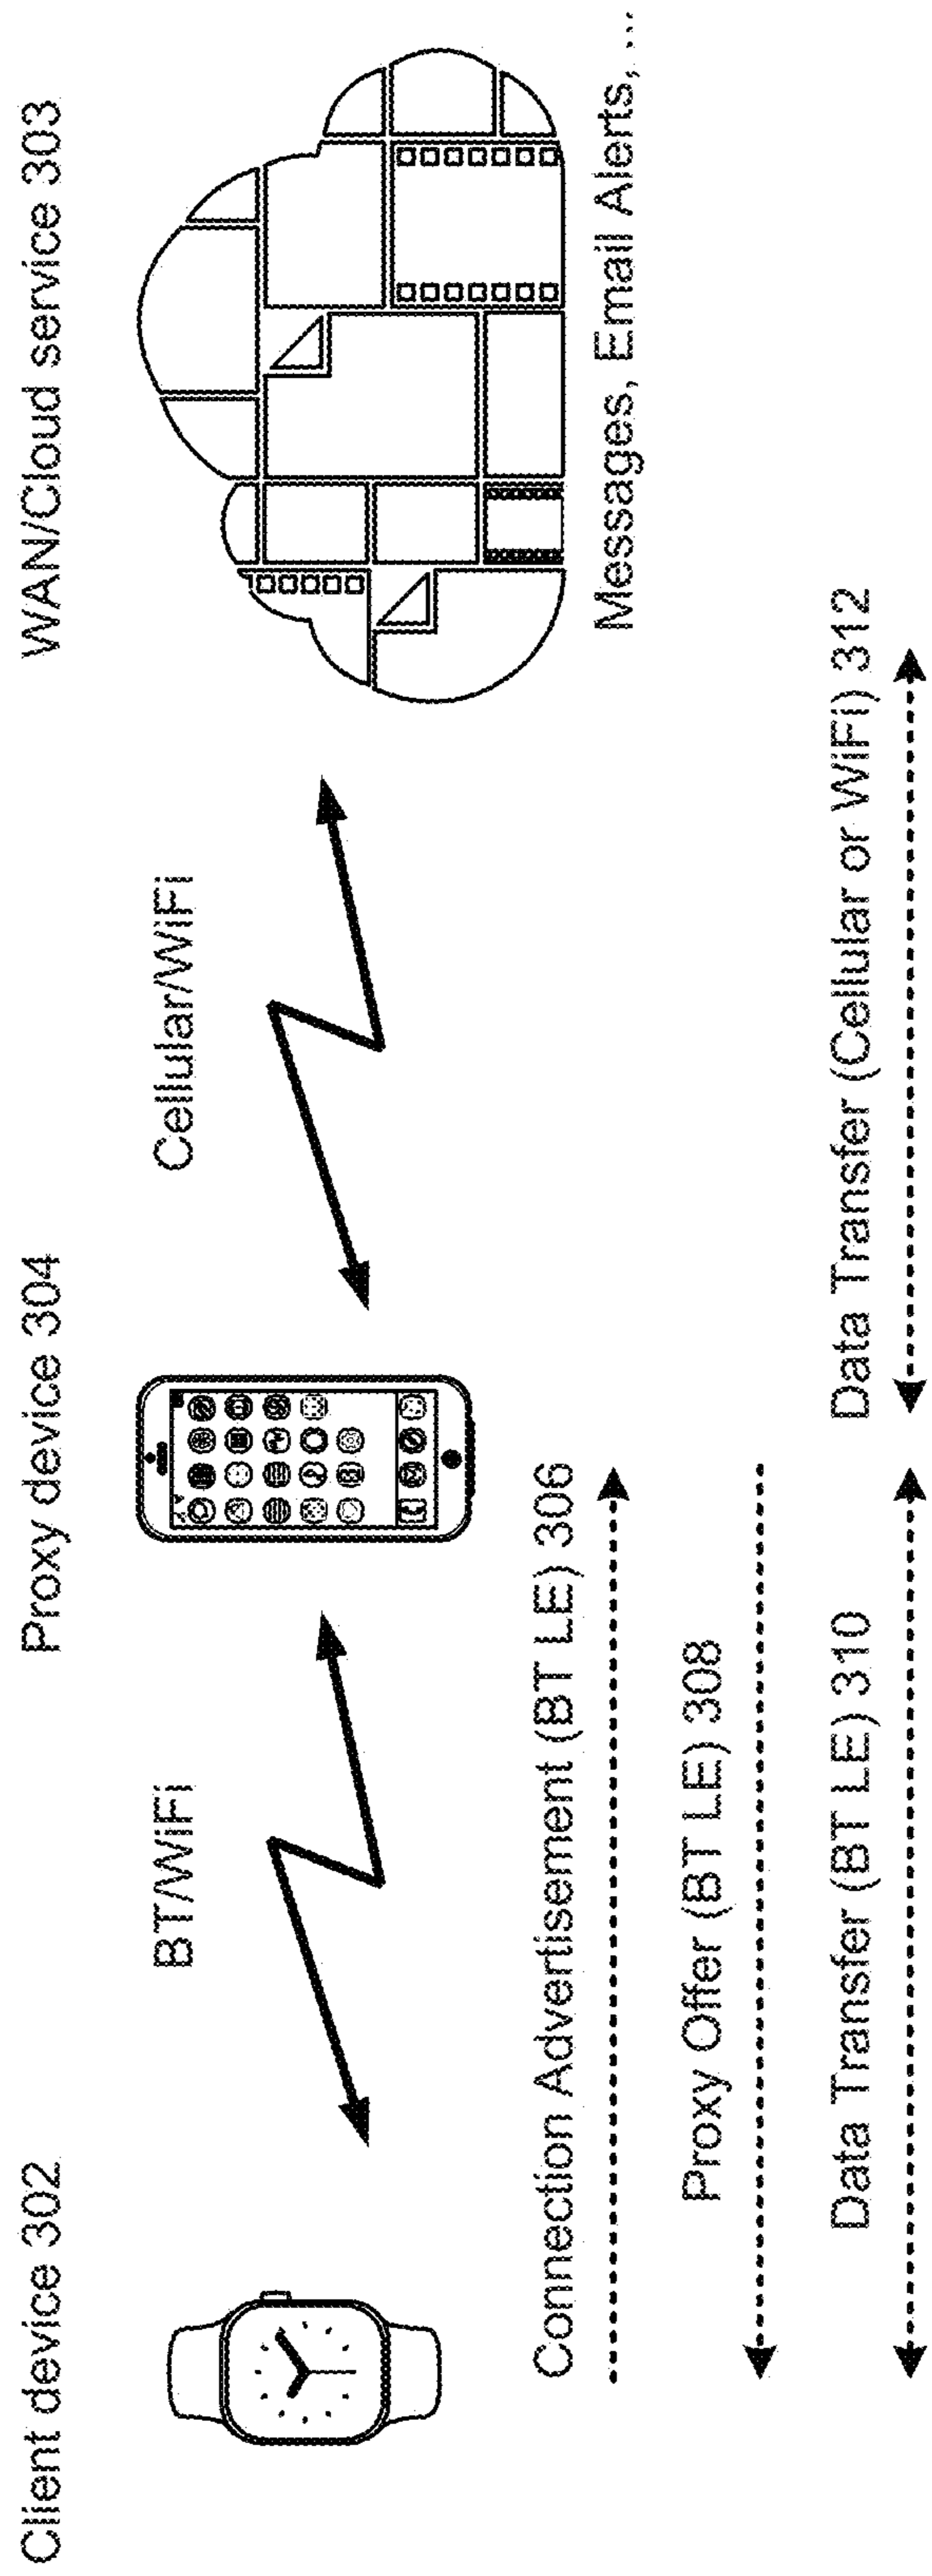 Client device 302
Proxy device 304
WAN/Cloud service 303
BT/WiFi
Cellular/WiFi
Messages, Email Alerts, ...
Connection Advertisement (BT LE) 306
Proxy Offer (BT LE) 308
Data Transfer (BT LE) 310
Data Transfer (Cellular or WiFi) 312